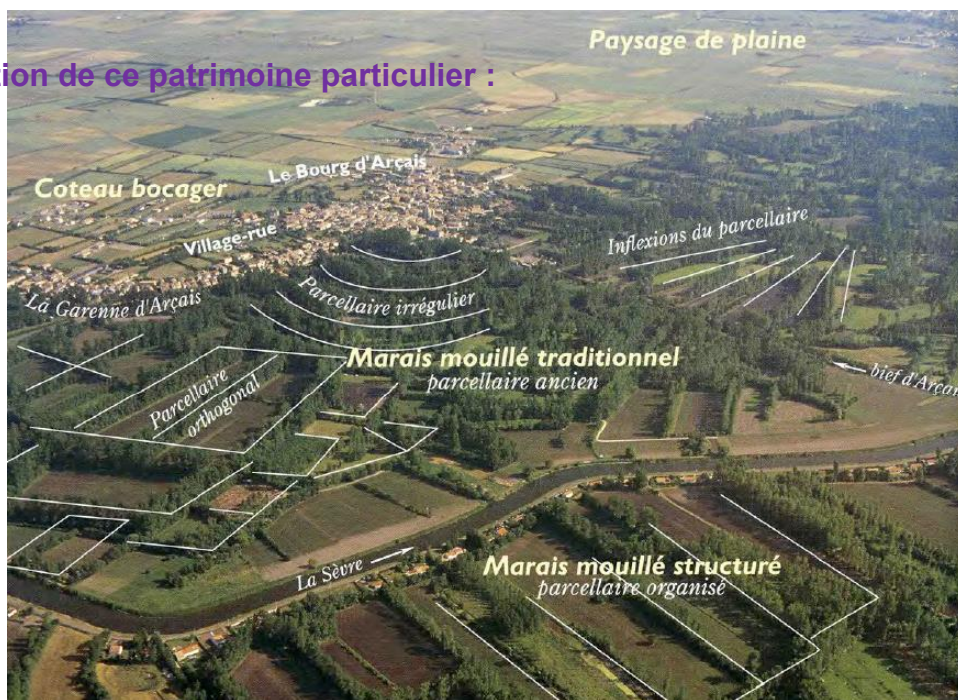 Paysage de plaine
tion de ce patrimoine particulier :
Le Bourg d'Arçais
Coteau bocager
Village-rue
Inflexions du parcellaire
La Garenne d'Arçais
Parcellaire irrégulier
Marais mouillé traditionnel
parcellaire ancien
bief d'Arçai
Parcellaire
orthogonal
La Sèvre
Marais mouillé structuré
parcellaire organisé